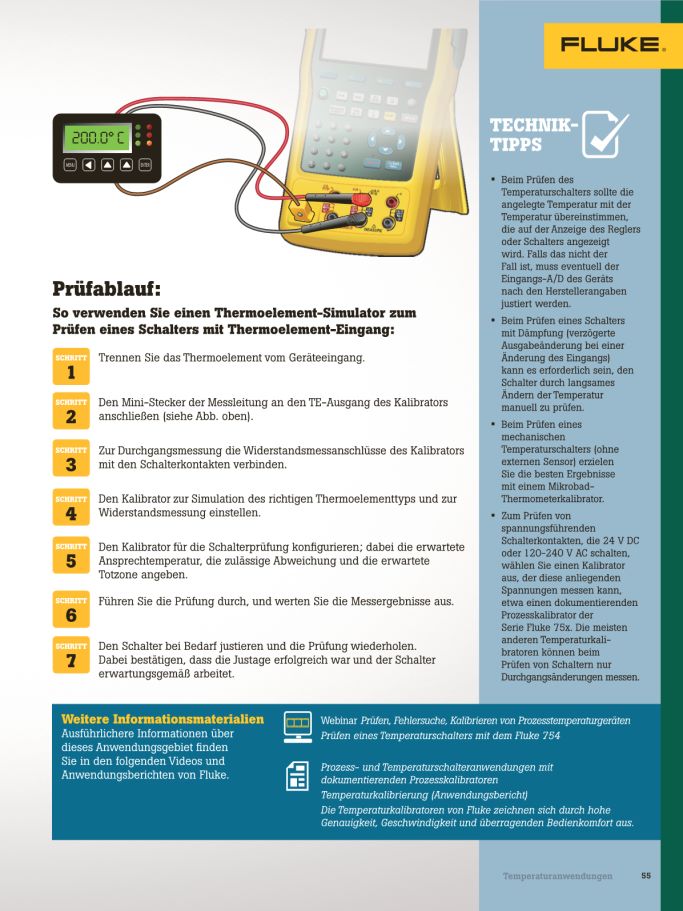 FLUKE®
200.0° C
MENU
ENTER
MEASURE
TECHNIK-
TIPPS
• Beim Prüfen des
Temperaturschalters sollte die
angelegte Temperatur mit der
Temperatur übereinstimmen,
die auf der Anzeige des Reglers
oder Schalters angezeigt
wird. Falls das nicht der
Fall ist, muss eventuell der
Eingangs-A/D des Geräts
nach den Herstellerangaben
justiert werden.
• Beim Prüfen eines Schalters
mit Dämpfung (verzögerte
Ausgabeänderung bei einer
Änderung des Eingangs)
kann es erforderlich sein, den
Schalter durch langsames
Ändern der Temperatur
manuell zu prüfen.
• Beim Prüfen eines
mechanischen
Temperaturschalters (ohne
externen Sensor) erzielen
Sie die besten Ergebnisse
mit einem Mikrobad-
Thermometerkalibrator.
• Zum Prüfen von
spannungsführenden
Schalterkontakten, die 24 V DC
oder 120-240 V AC schalten,
wählen Sie einen Kalibrator
aus, der diese anliegenden
Spannungen messen kann,
etwa einen dokumentierenden
Prozesskalibrator der
Serie Fluke 75x. Die meisten
anderen Temperaturkali-
bratoren können beim
Prüfen von Schaltern nur
Durchgangsänderungen messen.
Prüfablauf:
So verwenden Sie einen Thermoelement-Simulator zum
Prüfen eines Schalters mit Thermoelement-Eingang:
SCHRITT
1
Trennen Sie das Thermoelement vom Geräteeingang.
SCHRITT
2
Den Mini-Stecker der Messleitung an den TE-Ausgang des Kalibrators
anschließen (siehe Abb. oben).
SCHRITT
3
Zur Durchgangsmessung die Widerstandsmessanschlüsse des Kalibrators
mit den Schalterkontakten verbinden.
SCHRITT
4
Den Kalibrator zur Simulation des richtigen Thermoelementtyps und zur
Widerstandsmessung einstellen.
SCHRITT
5
Den Kalibrator für die Schalterprüfung konfigurieren; dabei die erwartete
Ansprechtemperatur, die zulässige Abweichung und die erwartete
Totzone angeben.
SCHRITT
6
Führen Sie die Prüfung durch, und werten Sie die Messergebnisse aus.
SCHRITT
7
Den Schalter bei Bedarf justieren und die Prüfung wiederholen.
Dabei bestätigen, dass die Justage erfolgreich war und der Schalter
erwartungsgemäß arbeitet.
Weitere Informationsmaterialien
Ausführlichere Informationen über
dieses Anwendungsgebiet finden
Sie in den folgenden Videos und
Anwendungsberichten von Fluke.
Webinar Prüfen, Fehlersuche, Kalibrieren von Prozesstemperaturgeräten
Prüfen eines Temperaturschalters mit dem Fluke 754
Prozess- und Temperaturschalteranwendungen mit
dokumentierenden Prozesskalibratoren
Temperaturkalibrierung (Anwendungsbericht)
Die Temperaturkalibratoren von Fluke zeichnen sich durch hohe
Genauigkeit, Geschwindigkeit und überragenden Bedienkomfort aus.
Temperaturanwendungen 55